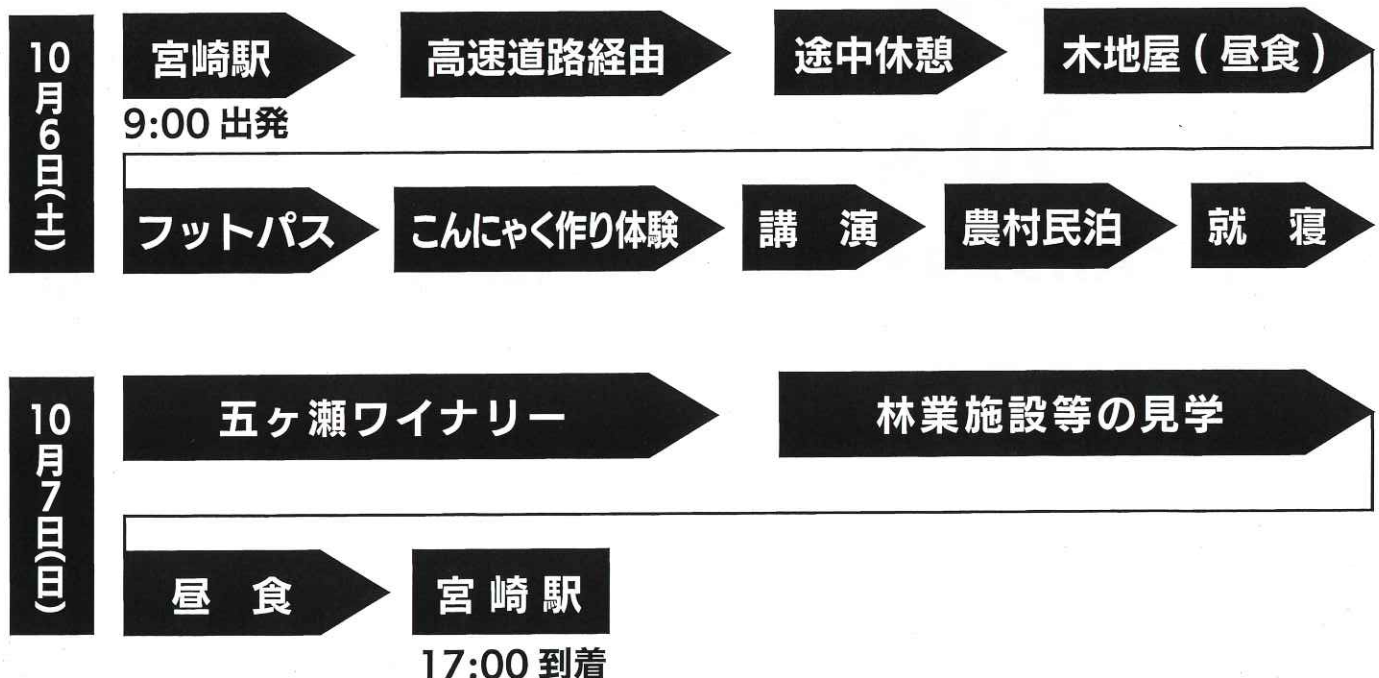 10月6日(土)
宮崎駅
高速道路経由
途中休憩
木地屋(昼食)
9:00 出発
フットパス
こんにゃく作り体験
講 演
農村民泊
就 寝
10月7日(日)
五ヶ瀬ワイナリー
林業施設等の見学
昼 食
宮崎駅
17:00 到着